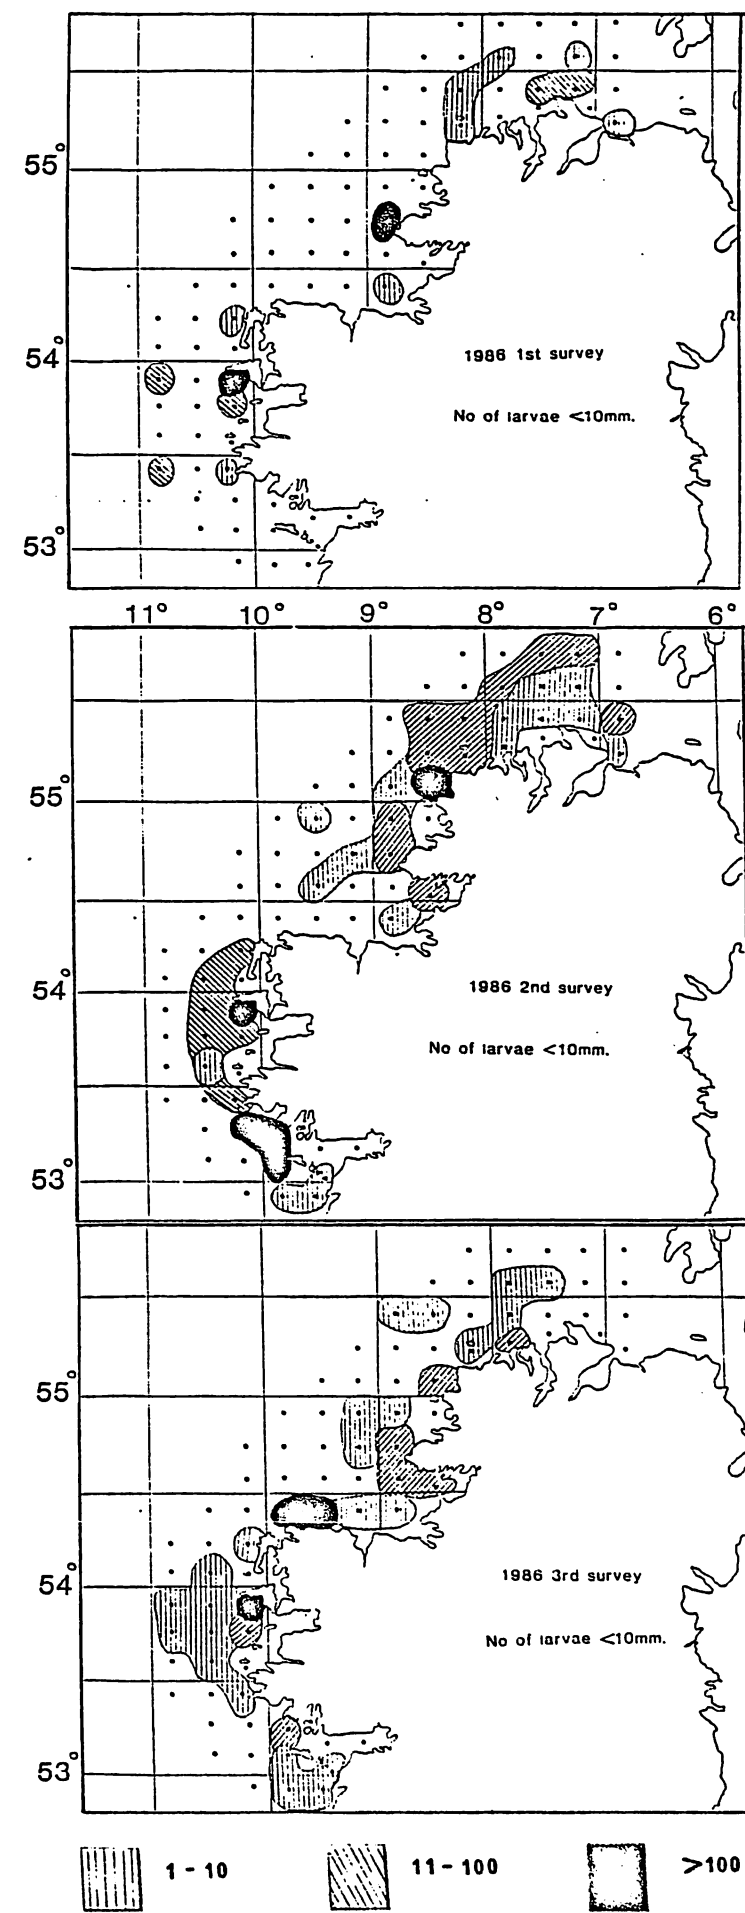 55°
54°
1986 1st survey
No of larvae <10mm.
53°
11° 10° 9° 8° 7° 6°
55°
54°
1986 2nd survey
No of larvae <10mm.
53°
55°
54°
1986 3rd survey
No of larvae <10mm.
53°
1-10 11-100 >100